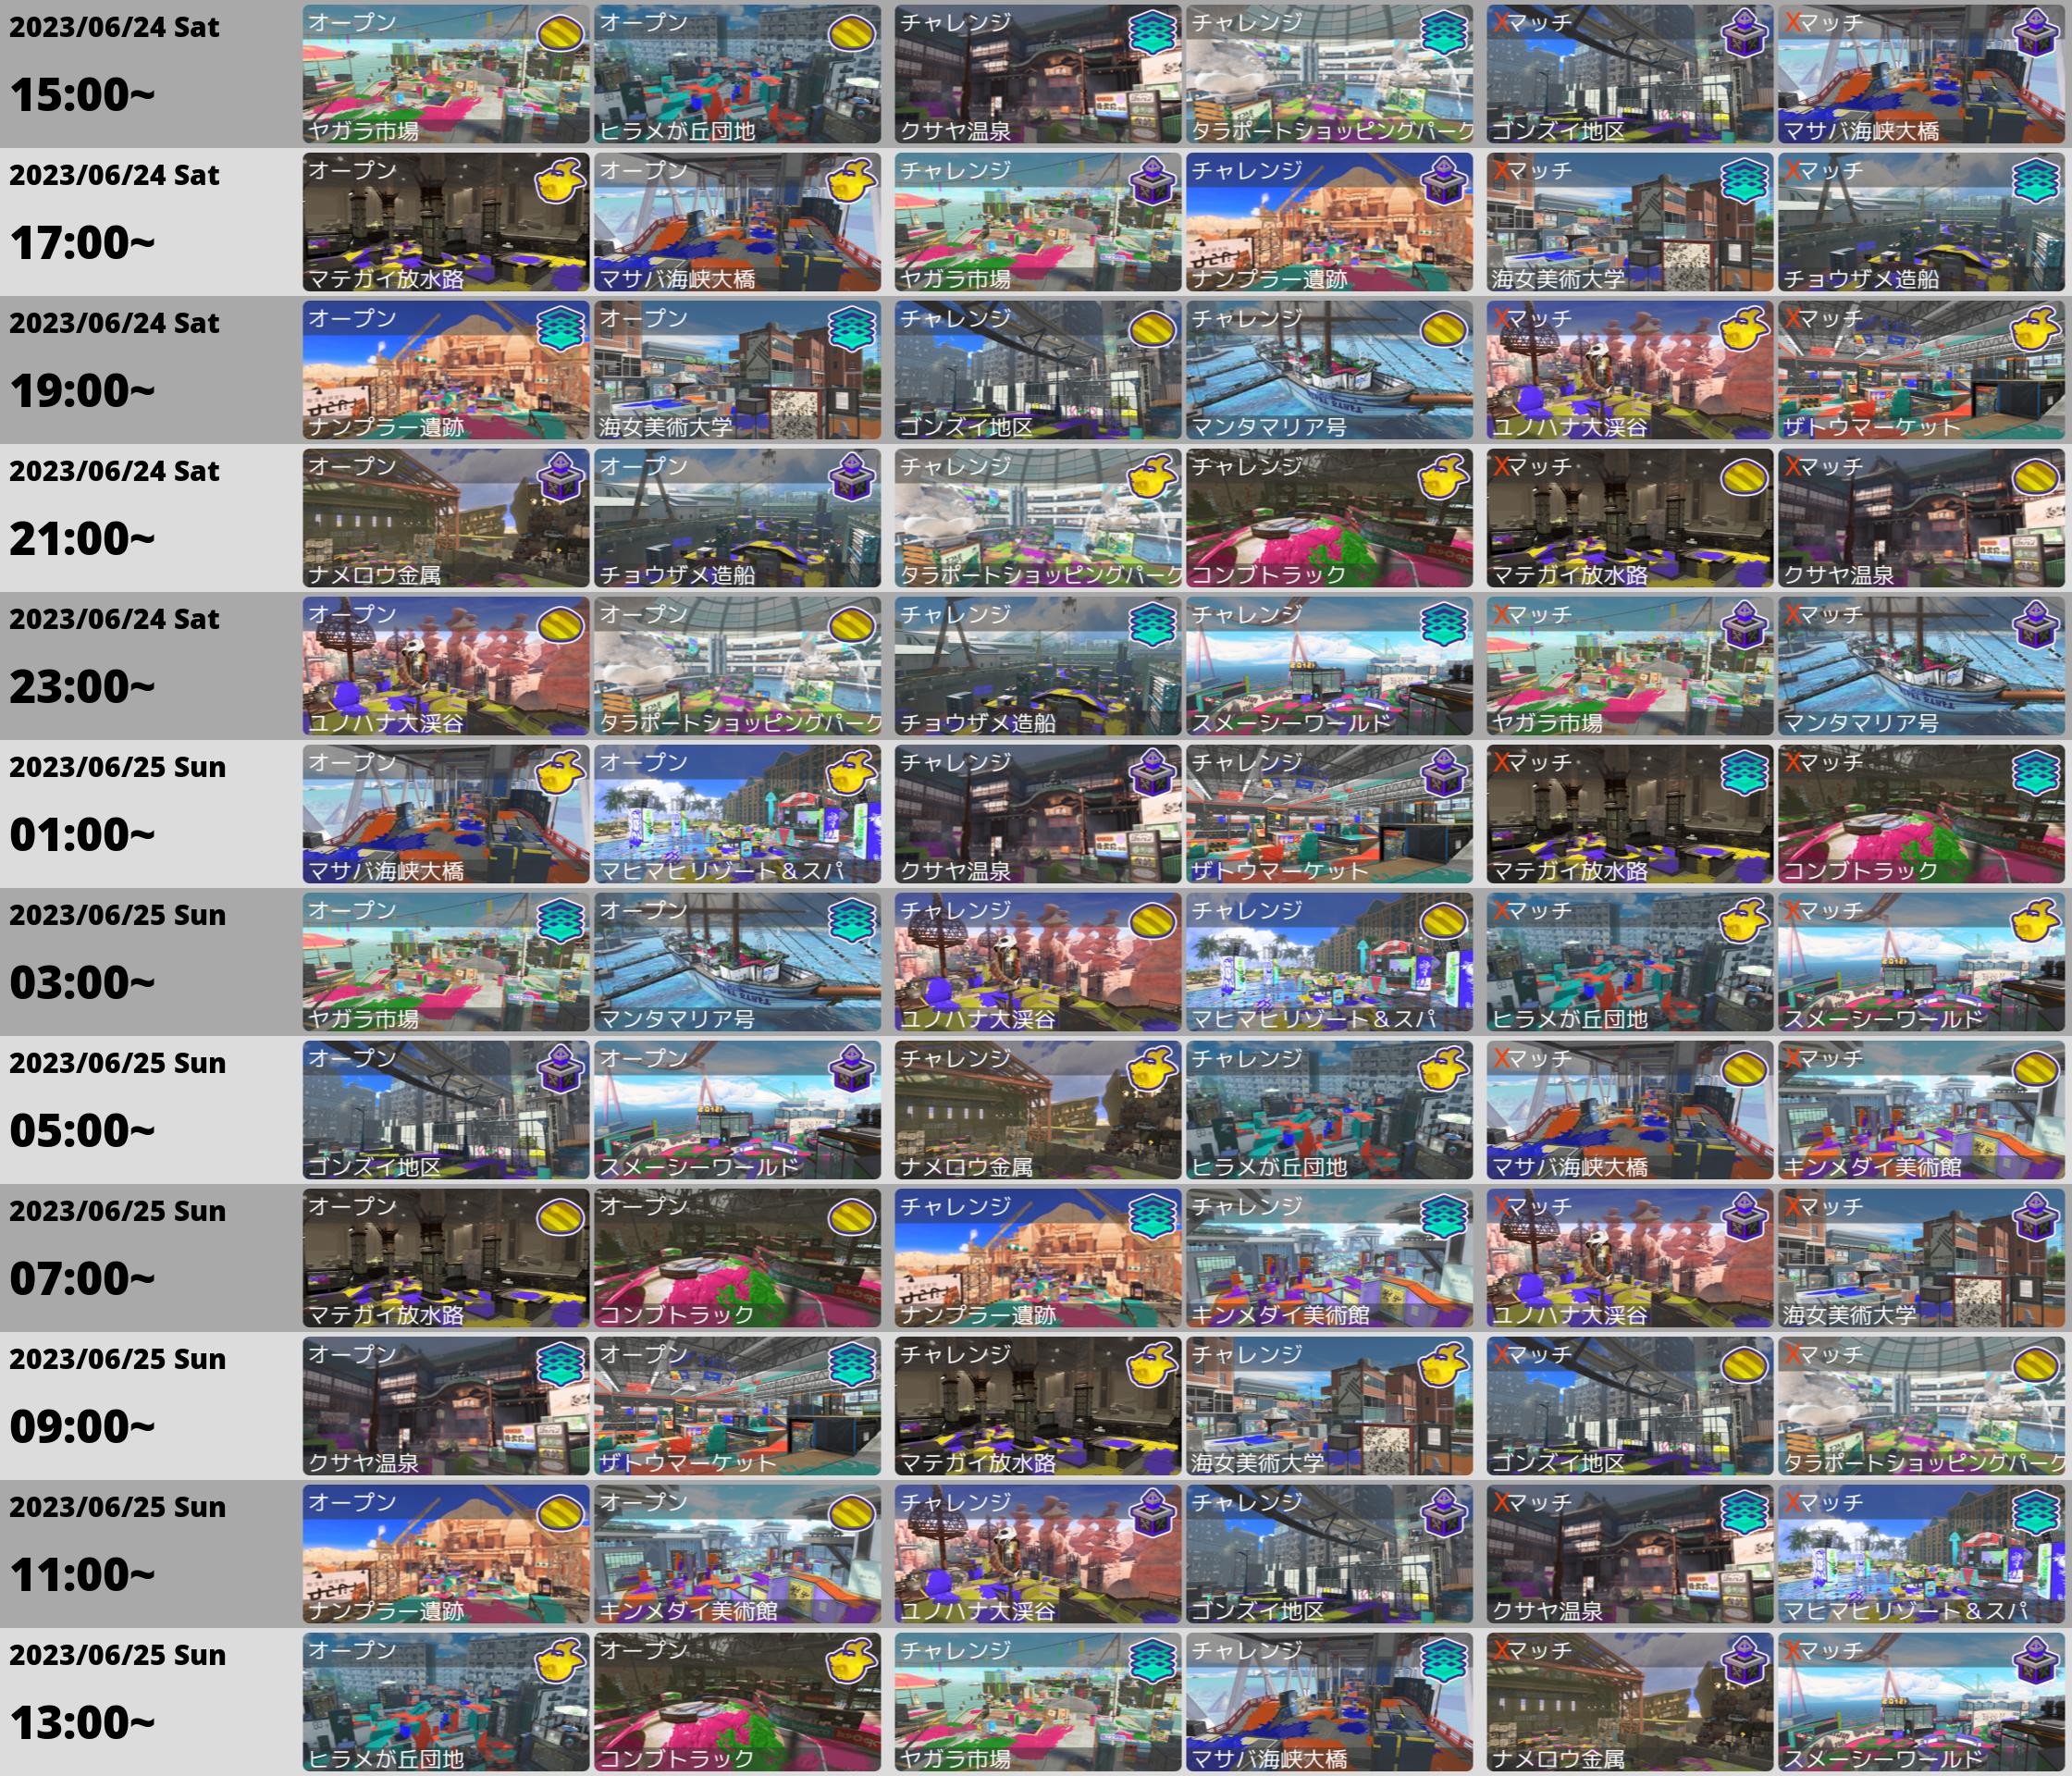 2023/06/24 Sat
15:00~
オープン オープン チャレンジ チャレンジ Xマッチ Xマッチ
ヤガラ市場 ヒラメが丘団地 クサヤ温泉 タラポートショッピングパーク ゴンズイ地区 マサバ海峡大橋
2023/06/24 Sat
17:00~
オープン オープン チャレンジ チャレンジ Xマッチ Xマッチ
マテガイ放水路 マサバ海峡大橋 ヤガラ市場 ナンプラー遺跡 海女美術大学 チョウザメ造船
2023/06/24 Sat
19:00~
オープン オープン チャレンジ チャレンジ Xマッチ Xマッチ
ナンプラー遺跡 海女美術大学 ゴンズイ地区 マンタマリア号 ユノハナ大渓谷 ザトウマーケット
2023/06/24 Sat
21:00~
オープン オープン チャレンジ チャレンジ Xマッチ Xマッチ
ナメロウ金属 チョウザメ造船 タラポートショッピングパーク コンブトラック マテガイ放水路 クサヤ温泉
2023/06/24 Sat
23:00~
オープン オープン チャレンジ チャレンジ Xマッチ Xマッチ
ユノハナ大渓谷 タラポートショッピングパーク チョウザメ造船 スメーシーワールド ヤガラ市場 マンタマリア号
2023/06/25 Sun
01:00~
オープン オープン チャレンジ チャレンジ Xマッチ Xマッチ
マサバ海峡大橋 マヒマヒリゾート＆スパ クサヤ温泉 ザトウマーケット マテガイ放水路 コンブトラック
2023/06/25 Sun
03:00~
オープン オープン チャレンジ チャレンジ Xマッチ Xマッチ
ヤガラ市場 マンタマリア号 ユノハナ大渓谷 マヒマヒリゾート＆スパ ヒラメが丘団地 スメーシーワールド
2023/06/25 Sun
05:00~
オープン オープン チャレンジ チャレンジ Xマッチ Xマッチ
ゴンズイ地区 スメーシーワールド ナメロウ金属 ヒラメが丘団地 マサバ海峡大橋 キンメダイ美術館
2023/06/25 Sun
07:00~
オープン オープン チャレンジ チャレンジ Xマッチ Xマッチ
マテガイ放水路 コンブトラック ナンプラー遺跡 キンメダイ美術館 ユノハナ大渓谷 海女美術大学
2023/06/25 Sun
09:00~
オープン オープン チャレンジ チャレンジ Xマッチ Xマッチ
クサヤ温泉 ザトウマーケット マテガイ放水路 海女美術大学 ゴンズイ地区 タラポートショッピングパーク
2023/06/25 Sun
11:00~
オープン オープン チャレンジ チャレンジ Xマッチ Xマッチ
ナンプラー遺跡 キンメダイ美術館 ユノハナ大渓谷 ゴンズイ地区 クサヤ温泉 マヒマヒリゾート＆スパ
2023/06/25 Sun
13:00~
オープン オープン チャレンジ チャレンジ Xマッチ Xマッチ
ヒラメが丘団地 コンブトラック ヤガラ市場 マサバ海峡大橋 ナメロウ金属 スメーシーワールド